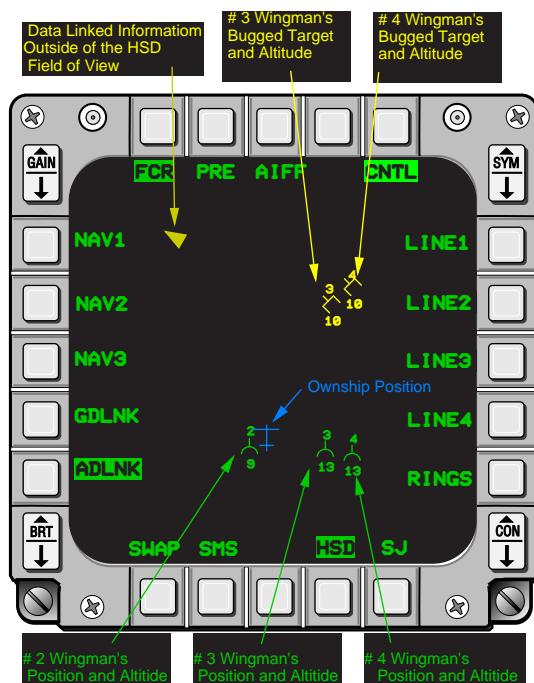 Data Linked Informatiom
Outside of the HSD
Field of View
# 3 Wingman's
Bugged Target
and Altitude
# 4 Wingman's
Bugged Target
and Altitude
GAIN
SYM
FCR PRE AIFF CNTL
NAV1
LINE1
4
3
10
10
NAV2
LINE2
NAV3
LINE3
Ownship Position
GDLNK
LINE4
2
3
4
9
13
13
ADLNK
RINGS
BRT
CON
SWAP SMS HSD SJ
# 2 Wingman's
Position and Altitide
# 3 Wingman's
Position and Altitide
# 4 Wingman's
Position and Altitide